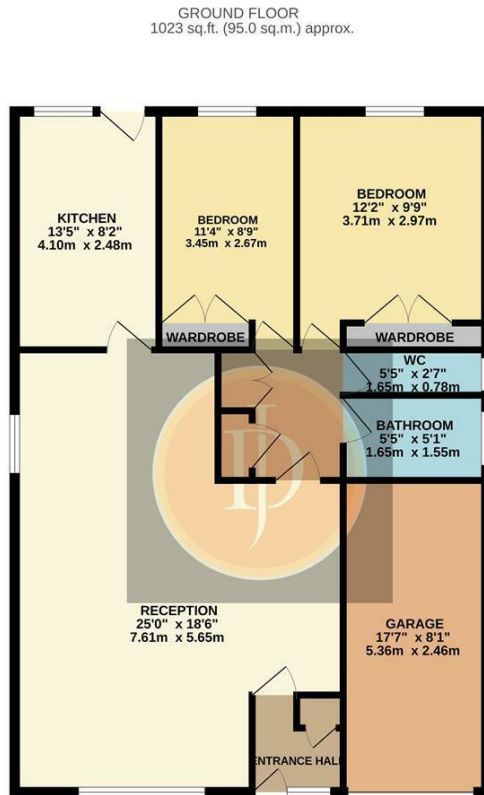 GROUND FLOOR
1023 sq.ft. (95.0 sq.m.) approx.
KITCHEN
13'5" x 8'2"
4.10m x 2.48m
BEDROOM
11'4" x 8'9"
3.45m x 2.67m
BEDROOM
12'2" x 9'9"
3.71m x 2.97m
WARDROBE
WARDROBE
WC
5'5" x 2'7"
1.65m x 0.78m
BATHROOM
5'5" x 5'1"
1.65m x 1.55m
RECEPTION
25'0" x 18'6"
7.61m x 5.65m
GARAGE
17'7" x 8'1"
5.36m x 2.46m
ENTRANCE HALL